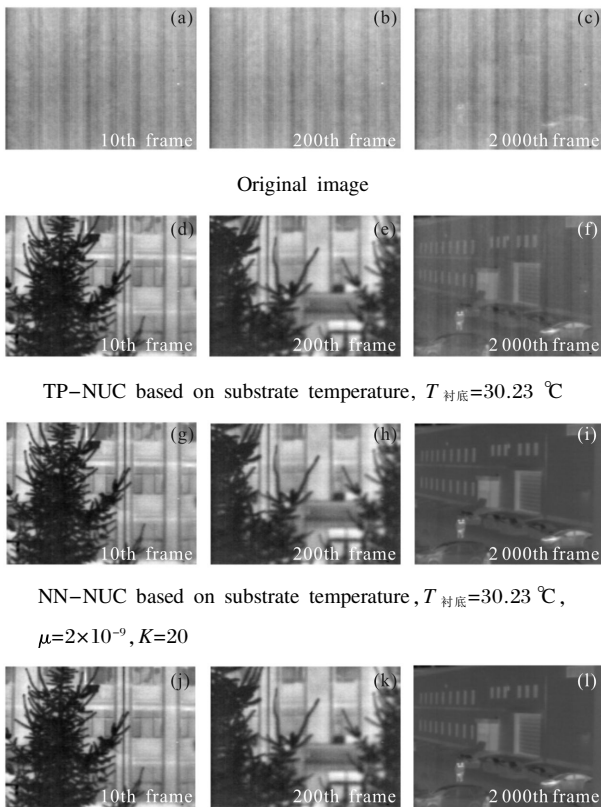 (a) (b) (c)
10th frame 200th frame 2 000th frame
Original image
(d) (e) (f)
10th frame 200th frame 2 000th frame
TP-NUC based on substrate temperature, T 衬底=30.23 ℃
(g) (h) (i)
10th frame 200th frame 2 000th frame
NN-NUC based on substrate temperature, T 衬底=30.23 ℃,
μ=2×10⁻⁹, K=20
(j) (k) (l)
10th frame 200th frame 2 000th frame